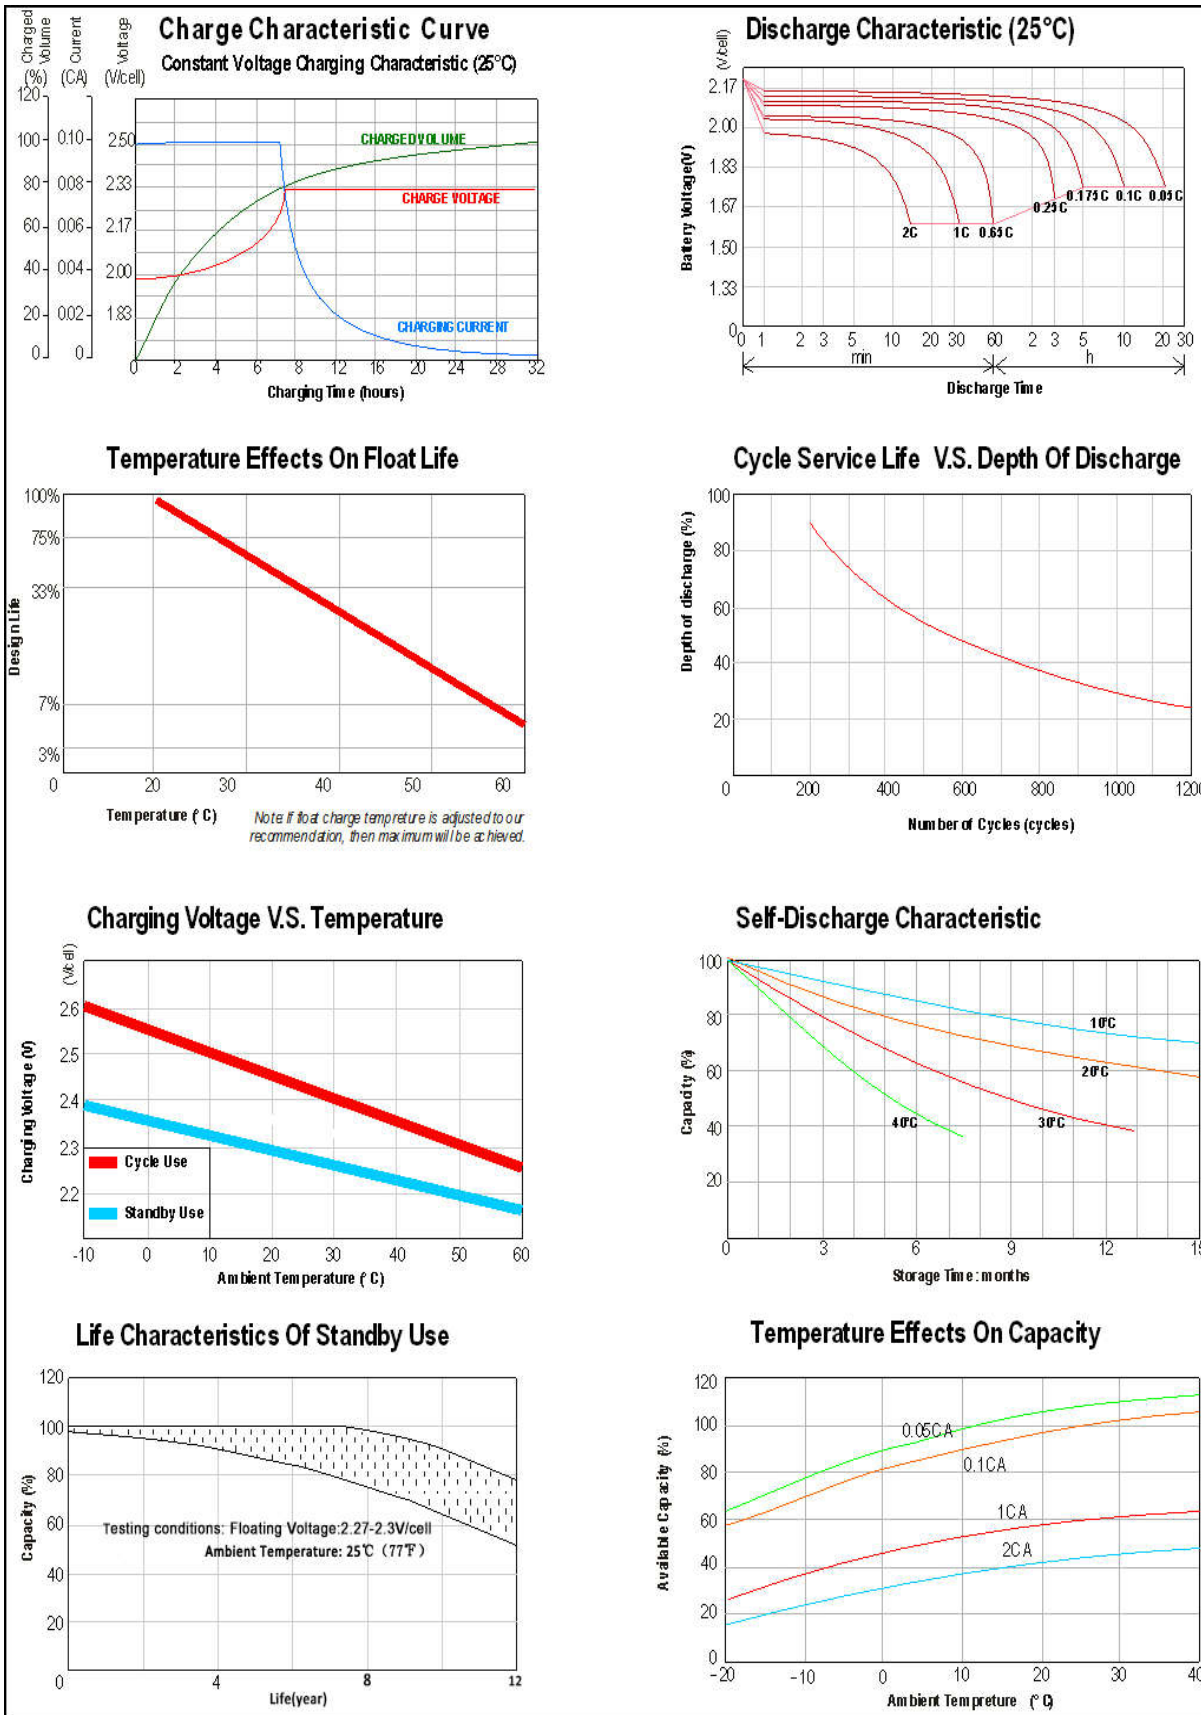 Charge Characteristic Curve
Constant Voltage Charging Characteristic (25°C)
Charged Volume
(%)
Current
(CA)
Voltage
(V/cell)
120
100
80
60
40
20
0
0.10
0.08
0.06
0.04
0.02
0
2.50
2.33
2.17
2.00
1.83
CHARGED VOLUME
CHARGE VOLTAGE
CHARGING CURRENT
0 2 4 6 8 12 16 20 24 28 32
Charging Time (hours)
Discharge Characteristic (25°C)
(V/cell)
Battery Voltage(V)
2.17
2.00
1.83
1.67
1.50
1.33
0
2C 1C 0.65C 0.25C 0.175C 0.1C 0.05C
0 1 2 3 5 10 20 30 60 2 3 5 10 20 30
min h
Discharge Time
Temperature Effects On Float Life
Design Life
100%
75%
33%
7%
3%
0 20 30 40 50 60
Temperature (°C)
Note: If float charge tempreture is adjusted to our
recommendation, then maximum will be achieved.
Cycle Service Life V.S. Depth Of Discharge
Depth of discharge (%)
100
80
60
40
20
0 200 400 600 800 1000 1200
Number of Cycles (cycles)
Charging Voltage V.S. Temperature
(V/cell)
Charging Voltage (V)
2.6
2.5
2.4
2.3
2.2
Cycle Use
Standby Use
-10 0 10 20 30 40 50 60
Ambient Temperature (°C)
Self-Discharge Characteristic
Capacity (%)
100
80
60
40
20
10°C
20°C
30°C
40°C
0 3 6 9 12 15
Storage Time: months
Life Characteristics Of Standby Use
Capacity (%)
120
100
80
60
40
20
0 4 8 12
Testing conditions: Floating Voltage:2.27-2.3V/cell
Ambient Temperature: 25℃ (77℉)
Life(year)
Temperature Effects On Capacity
Available Capacity (%)
120
100
80
60
40
20
0
0.05CA
0.1CA
1CA
2CA
-20 -10 0 10 20 30 40
Ambient Tempreture (°C)